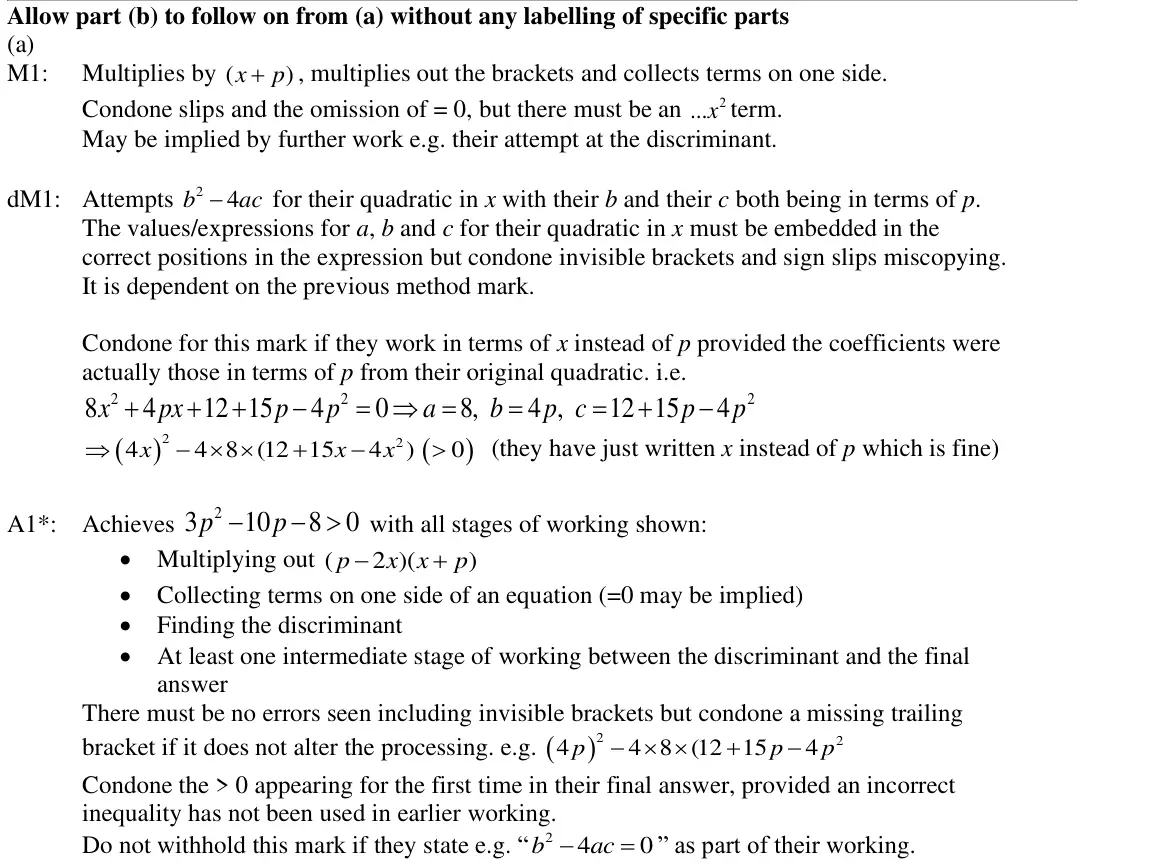 Allow part (b) to follow on from (a) without any labelling of specific parts
(a)
M1: Multiplies by (x + p), multiplies out the brackets and collects terms on one side.
Condone slips and the omission of = 0, but there must be an ...x² term.
May be implied by further work e.g. their attempt at the discriminant.
dM1: Attempts b² − 4ac for their quadratic in x with their b and their c both being in terms of p.
The values/expressions for a, b and c for their quadratic in x must be embedded in the
correct positions in the expression but condone invisible brackets and sign slips miscopying.
It is dependent on the previous method mark.
Condone for this mark if they work in terms of x instead of p provided the coefficients were
actually those in terms of p from their original quadratic. i.e.
8x² + 4px + 12 + 15p − 4p² = 0 ⇒ a = 8, b = 4p, c = 12 + 15p − 4p²
⇒ (4x)² − 4×8×(12 + 15x − 4x²) (> 0) (they have just written x instead of p which is fine)
A1*: Achieves 3p² − 10p − 8 > 0 with all stages of working shown:
• Multiplying out (p − 2x)(x + p)
• Collecting terms on one side of an equation (=0 may be implied)
• Finding the discriminant
• At least one intermediate stage of working between the discriminant and the final
answer
There must be no errors seen including invisible brackets but condone a missing trailing
bracket if it does not alter the processing. e.g. (4p)² − 4×8×(12 + 15p − 4p²
Condone the > 0 appearing for the first time in their final answer, provided an incorrect
inequality has not been used in earlier working.
Do not withhold this mark if they state e.g. “b² − 4ac = 0” as part of their working.